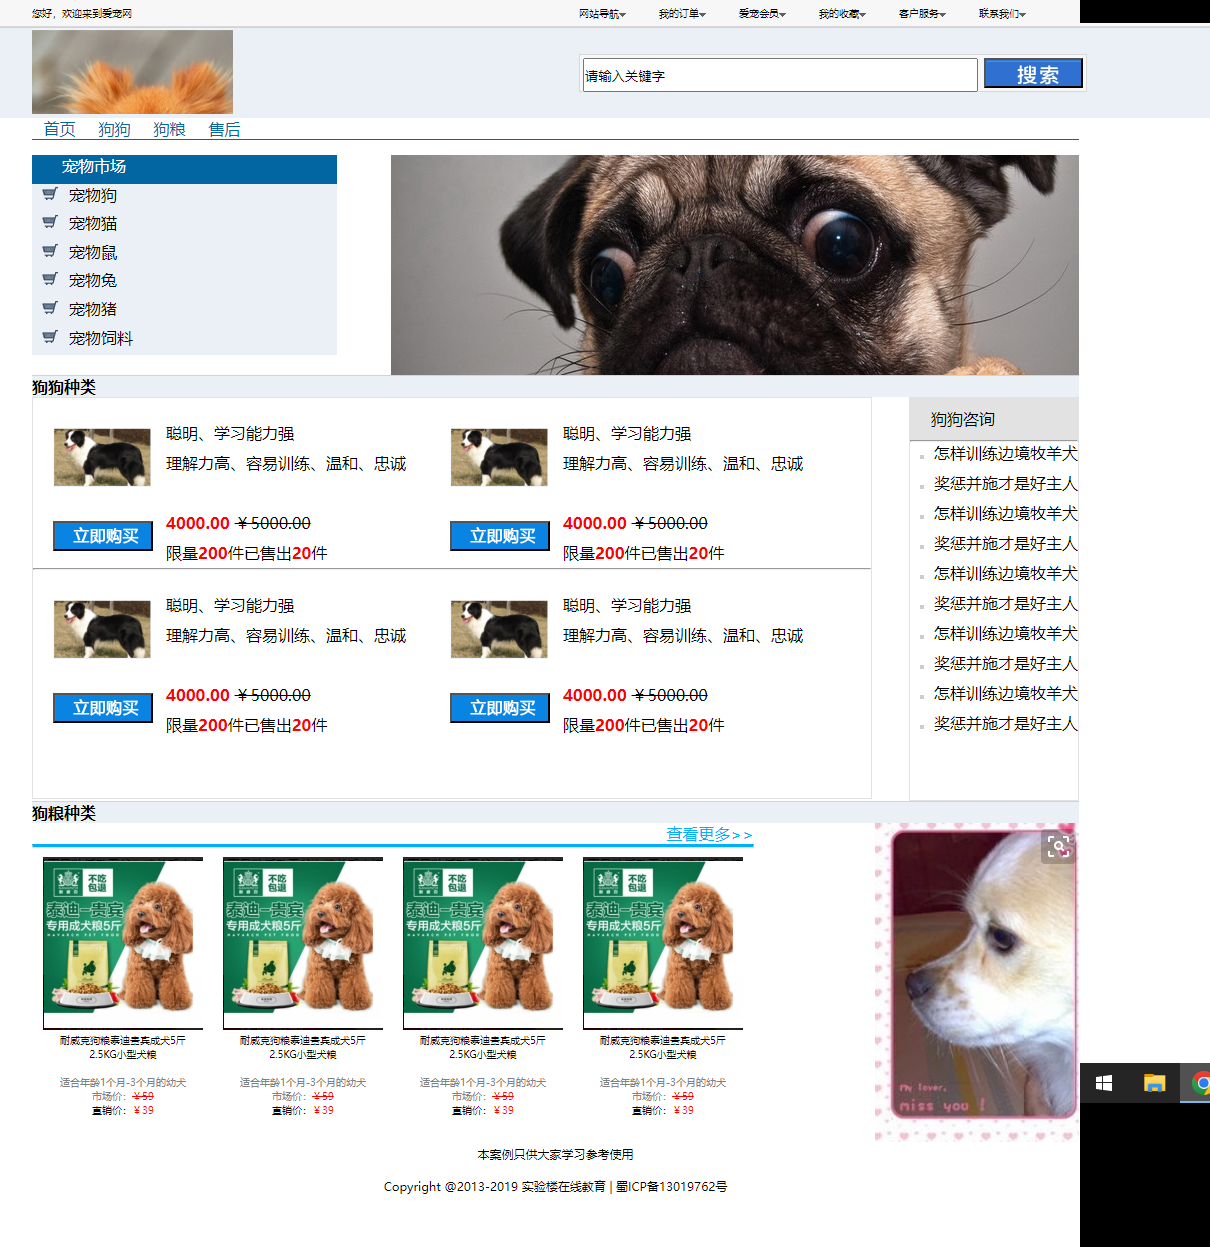 您好，欢迎来到爱宠网
网站导航 我的订单 爱宠会员 我的收藏 客户服务 联系我们
请输入关键字
搜索
首页 狗狗 狗粮 售后
宠物市场
宠物狗
宠物猫
宠物鼠
宠物兔
宠物猪
宠物饲料
狗狗种类
聪明、学习能力强
理解力高、容易训练、温和、忠诚
4000.00 ￥5000.00
立即购买
限量200件已售出20件
聪明、学习能力强
理解力高、容易训练、温和、忠诚
4000.00 ￥5000.00
立即购买
限量200件已售出20件
聪明、学习能力强
理解力高、容易训练、温和、忠诚
4000.00 ￥5000.00
立即购买
限量200件已售出20件
聪明、学习能力强
理解力高、容易训练、温和、忠诚
4000.00 ￥5000.00
立即购买
限量200件已售出20件
狗狗咨询
怎样训练边境牧羊犬
奖惩并施才是好主人
怎样训练边境牧羊犬
奖惩并施才是好主人
怎样训练边境牧羊犬
奖惩并施才是好主人
怎样训练边境牧羊犬
奖惩并施才是好主人
怎样训练边境牧羊犬
奖惩并施才是好主人
狗粮种类
查看更多>>
不吃
包退
泰迪—贵宾
专用成犬粮5斤
NAVARCH PET FOOD
耐威克狗粮泰迪贵宾成犬5斤
2.5KG小型犬粮
适合年龄1个月-3个月的幼犬
市场价：￥59
直销价：￥39
不吃
包退
泰迪—贵宾
专用成犬粮5斤
NAVARCH PET FOOD
耐威克狗粮泰迪贵宾成犬5斤
2.5KG小型犬粮
适合年龄1个月-3个月的幼犬
市场价：￥59
直销价：￥39
不吃
包退
泰迪—贵宾
专用成犬粮5斤
NAVARCH PET FOOD
耐威克狗粮泰迪贵宾成犬5斤
2.5KG小型犬粮
适合年龄1个月-3个月的幼犬
市场价：￥59
直销价：￥39
不吃
包退
泰迪—贵宾
专用成犬粮5斤
NAVARCH PET FOOD
耐威克狗粮泰迪贵宾成犬5斤
2.5KG小型犬粮
适合年龄1个月-3个月的幼犬
市场价：￥59
直销价：￥39
My lover,
miss you !
本案例只供大家学习参考使用
Copyright @2013-2019 实验楼在线教育 | 蜀ICP备13019762号